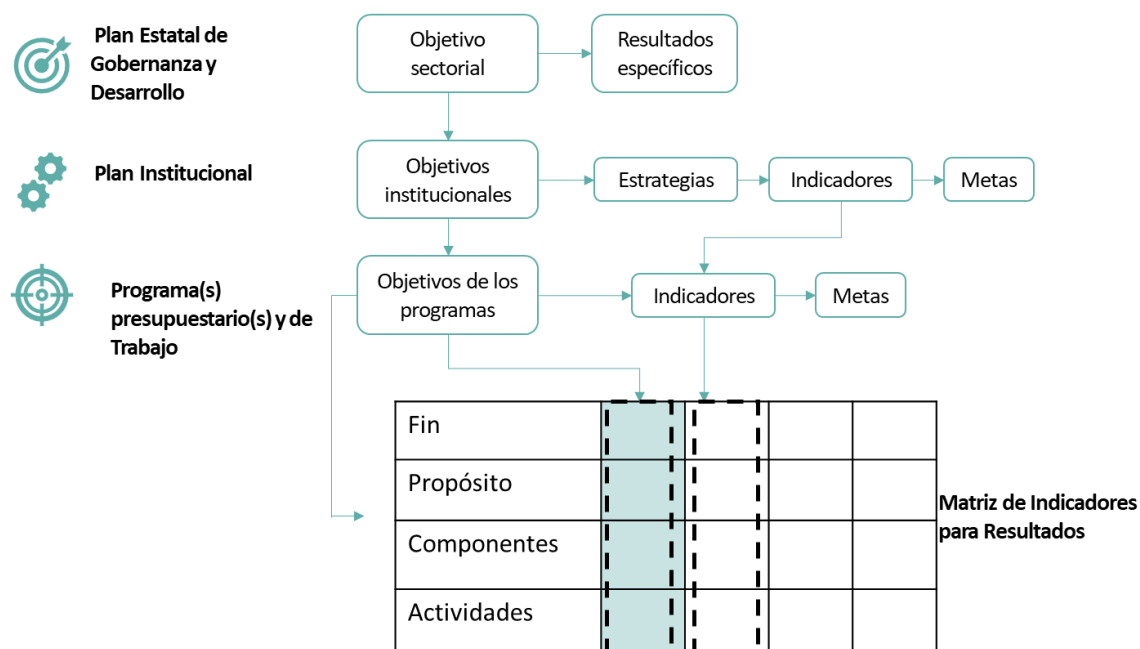 Plan Estatal de
Gobernanza y
Desarrollo
Objetivo
sectorial
Resultados
específicos
Plan Institucional
Objetivos
institucionales
Estrategias
Indicadores
Metas
Programa(s)
presupuestario(s) y de
Trabajo
Objetivos de los
programas
Indicadores
Metas
Fin
Propósito
Componentes
Actividades
Matriz de Indicadores
para Resultados